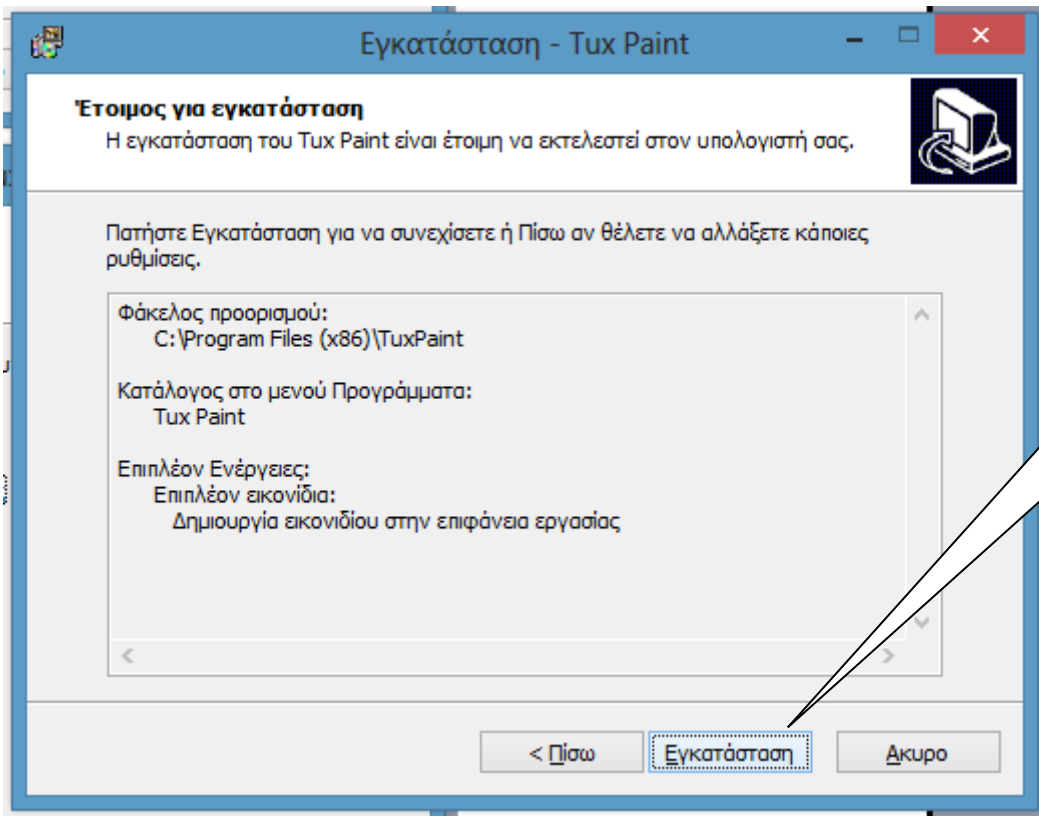 Εγκατάσταση - Tux Paint
Έτοιμος για εγκατάσταση
Η εγκατάσταση του Tux Paint είναι έτοιμη να εκτελεστεί στον υπολογιστή σας.
Πατήστε Εγκατάσταση για να συνεχίσετε ή Πίσω αν θέλετε να αλλάξετε κάποιες
ρυθμίσεις.
Φάκελος προορισμού:
C:\Program Files (x86)\TuxPaint
Κατάλογος στο μενού Προγράμματα:
Tux Paint
Επιπλέον Ενέργειες:
Επιπλέον εικονίδια:
Δημιουργία εικονιδίου στην επιφάνεια εργασίας
< Πίσω Εγκατάσταση Ακυρο